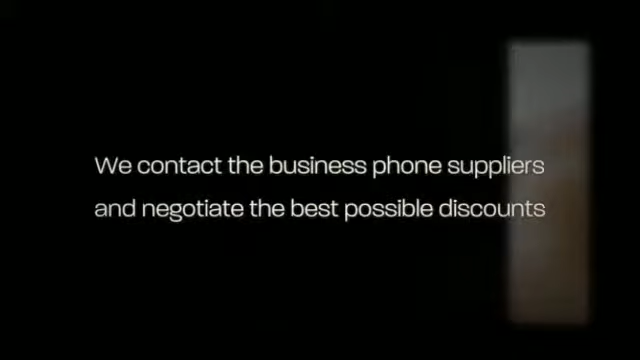 We contact the business phone suppliers
and negotiate the best possible discounts